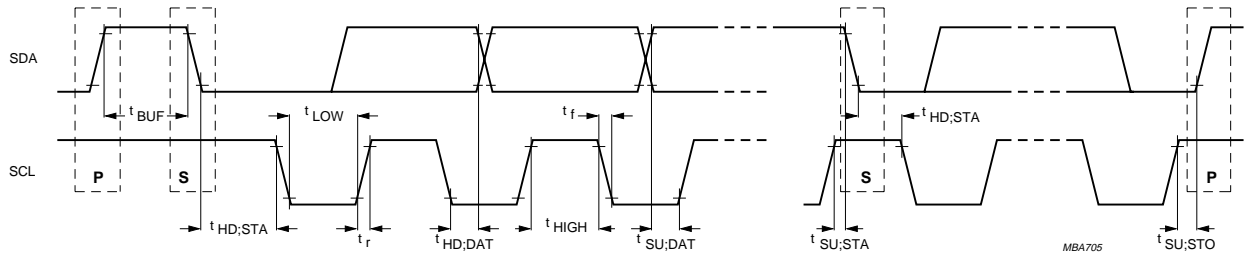 SDA
t BUF
t LOW
t f
t HD;STA
SCL
P
S
S
P
t HD;STA
t r
t HD;DAT
t HIGH
t SU;DAT
t SU;STA
MBA705
t SU;STO